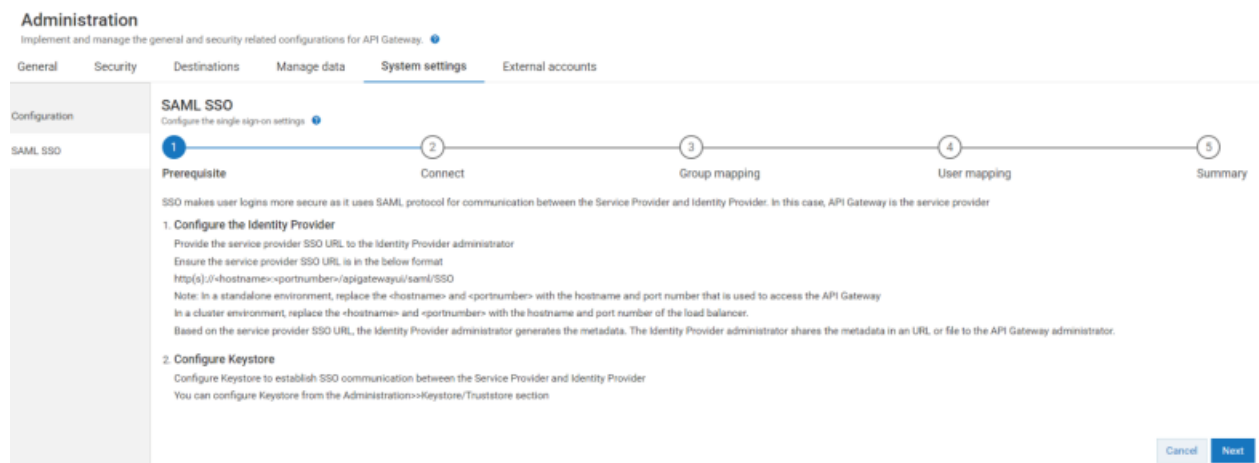 Administration
Implement and manage the general and security related configurations for API Gateway. ?
General Security Destinations Manage data System settings External accounts
Configuration
SAML SSO
SAML SSO
Configure the single sign-on settings ?
1 2 3 4 5
Prerequisite Connect Group mapping User mapping Summary
SSO makes user logins more secure as it uses SAML protocol for communication between the Service Provider and Identity Provider. In this case, API Gateway is the service provider
1. Configure the Identity Provider
Provide the service provider SSO URL to the Identity Provider administrator
Ensure the service provider SSO URL is in the below format
http(s)://<hostname>:<portnumber>/apigatewayui/saml/SSO
Note: In a standalone environment, replace the <hostname> and <portnumber> with the hostname and port number that is used to access the API Gateway
In a cluster environment, replace the <hostname> and <portnumber> with the hostname and port number of the load balancer.
Based on the service provider SSO URL, the Identity Provider administrator generates the metadata. The Identity Provider administrator shares the metadata in an URL or file to the API Gateway administrator.
2. Configure Keystore
Configure Keystore to establish SSO communication between the Service Provider and Identity Provider
You can configure Keystore from the Administration>>Keystore/Truststore section
Cancel Next